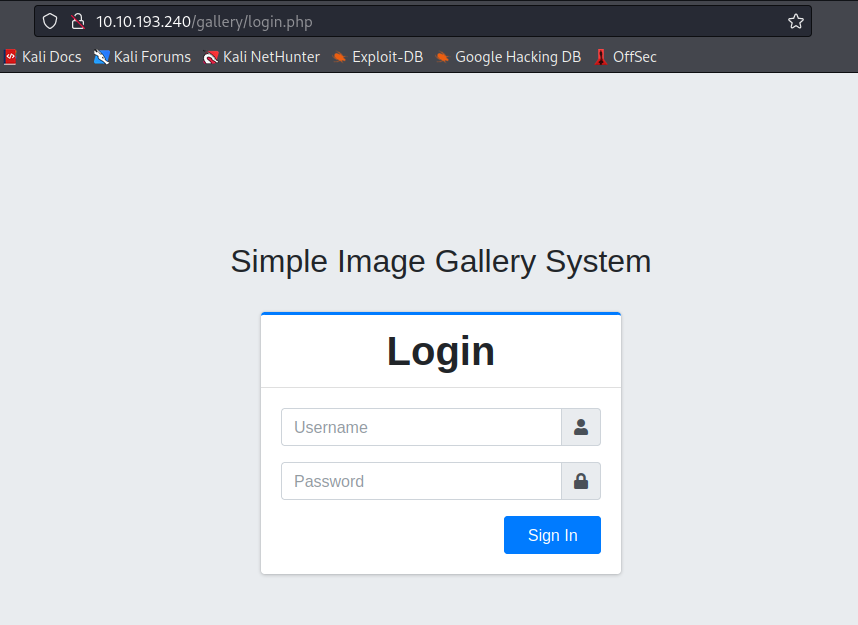 10.10.193.240/gallery/login.php
Kali Docs Kali Forums Kali NetHunter Exploit-DB Google Hacking DB OffSec
Simple Image Gallery System
Login
Username
Password
Sign In